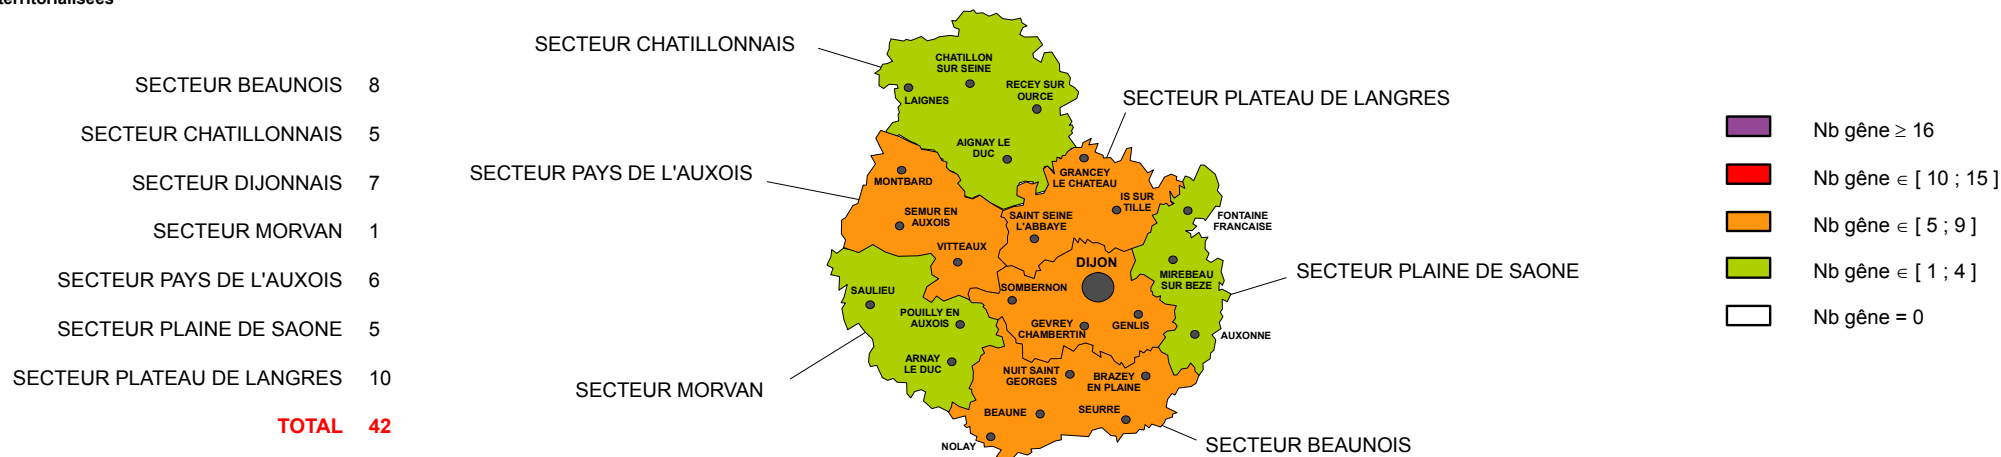 territorialisées
SECTEUR BEAUNOIS 8
SECTEUR CHATILLONNAIS 5
SECTEUR DIJONNAIS 7
SECTEUR MORVAN 1
SECTEUR PAYS DE L'AUXOIS 6
SECTEUR PLAINE DE SAONE 5
SECTEUR PLATEAU DE LANGRES 10
TOTAL 42
SECTEUR CHATILLONNAIS
CHATILLON
SUR SEINE
LAIGNES
RECEY SUR
OURCE
AIGNAY LE
DUC
SECTEUR PLATEAU DE LANGRES
SECTEUR PAYS DE L'AUXOIS
MONTBARD
SEMUR EN
AUXOIS
VITTEAUX
GRANCEY
LE CHATEAU
IS SUR
TILLE
SAINT SEINE
L'ABBAYE
FONTAINE
FRANCAISE
MIREBEAU
SUR BEZE
AUXONNE
SECTEUR PLAINE DE SAONE
DIJON
SOMBERNON
GEVREY
CHAMBERTIN
GENLIS
SAULIEU
POUILLY EN
AUXOIS
ARNAY
LE DUC
SECTEUR MORVAN
NUIT SAINT
GEORGES
BRAZEY
EN PLAINE
BEAUNE
SEURRE
NOLAY
SECTEUR BEAUNOIS
Nb gêne ≥ 16
Nb gêne ∈ [ 10 ; 15 ]
Nb gêne ∈ [ 5 ; 9 ]
Nb gêne ∈ [ 1 ; 4 ]
Nb gêne = 0